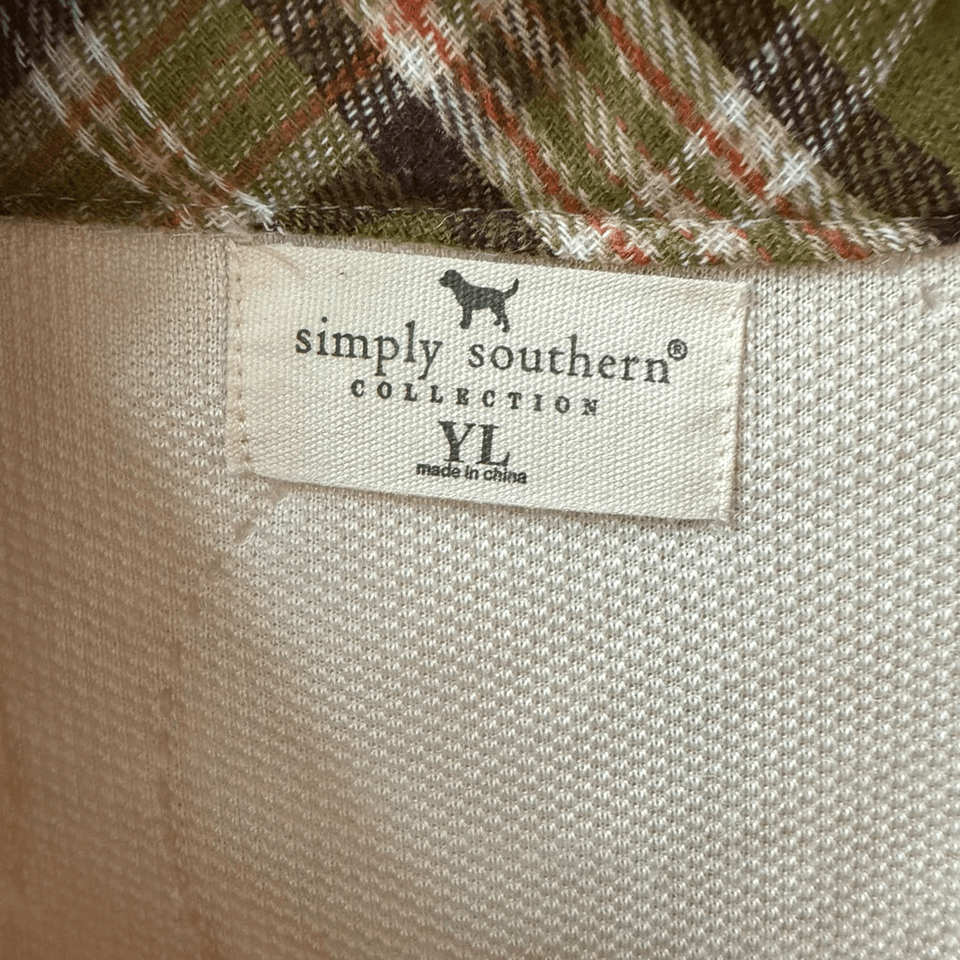 simply southern®
COLLECTION
YL
made in china